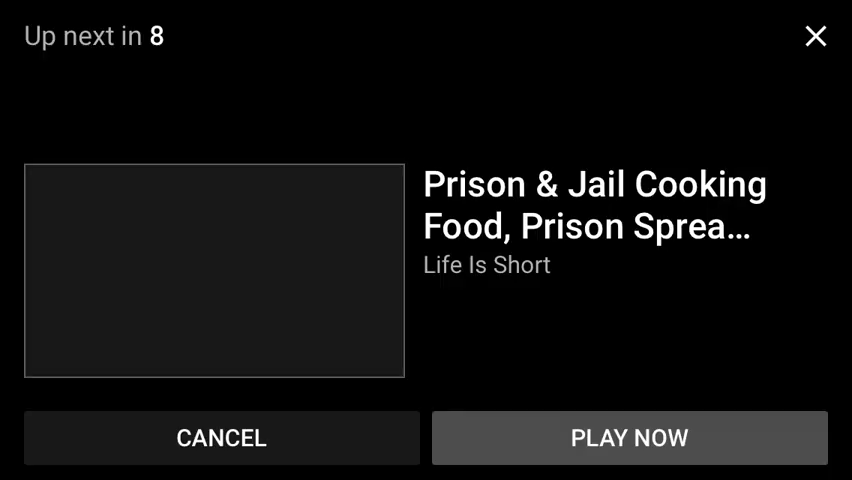 Up next in 8
Prison & Jail Cooking
Food, Prison Sprea...
Life Is Short
CANCEL
PLAY NOW